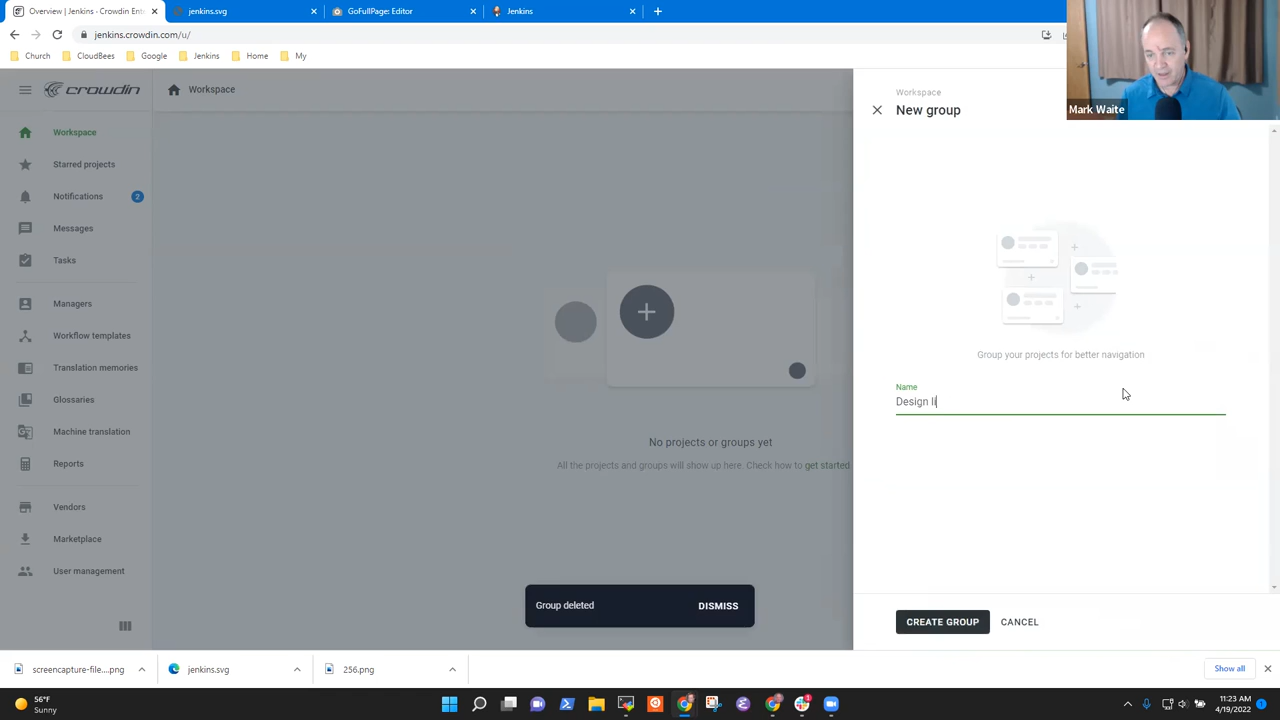 Overview | Jenkins - Crowdin Ent
jenkins.svg
GoFullPage: Editor
Jenkins
jenkins.crowdin.com/u/
Church
CloudBees
Google
Jenkins
Home
My
crowdin
Workspace
Workspace
New group
Mark Waite
Workspace
Starred projects
Notifications
2
Messages
Tasks
Managers
Workflow templates
Translation memories
Glossaries
Machine translation
Reports
Vendors
Marketplace
User management
No projects or groups yet
All the projects and groups will show up here. Check how to get started
Group your projects for better navigation
Name
Design li
Group deleted
DISMISS
CREATE GROUP
CANCEL
screencapture-file....png
jenkins.svg
256.png
Show all
56°F
Sunny
11:23 AM
4/19/2022